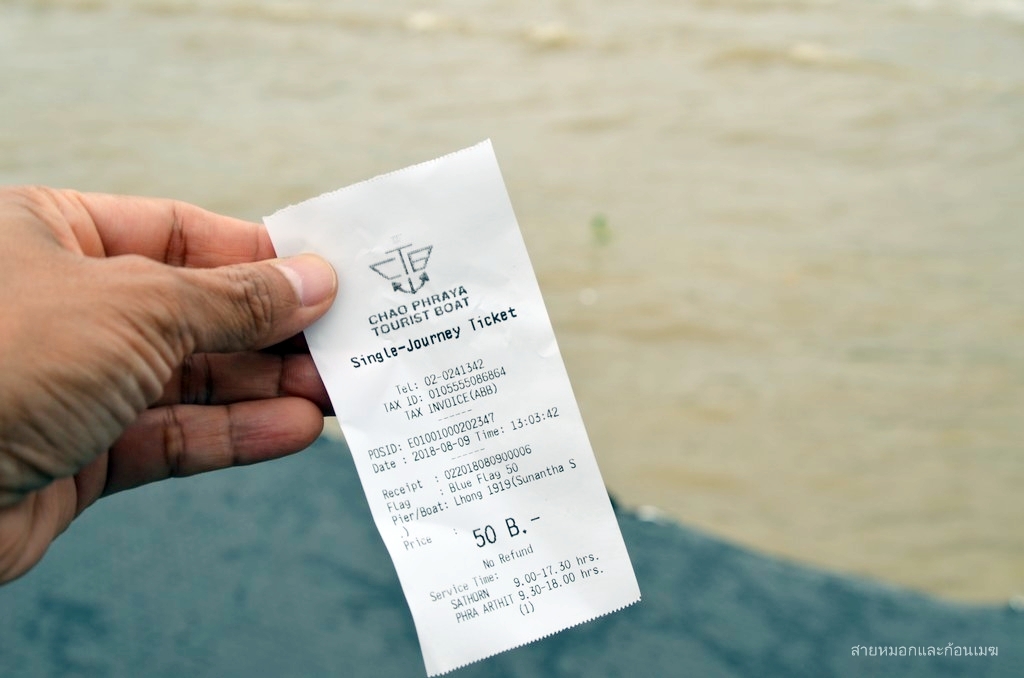 CTB
CHAO PHRAYA
TOURIST BOAT
Single-Journey Ticket
Tel: 02-0241342
TAX ID: 0105555086864
TAX INVOICE(ABB)
------
POSID: E01001000202347
Date : 2018-08-09 Time: 13:03:42
------
Receipt : 022018080900006
Flag : Blue Flag 50
Pier/Boat: Lhong 1919(Sunantha S
.)
Price : 50 B.-
No Refund
Service Time:
SATHORN 9.00-17.30 hrs.
PHRA ARTHIT 9.30-18.00 hrs.
(1)
สายหมอกและก้อนเมฆ